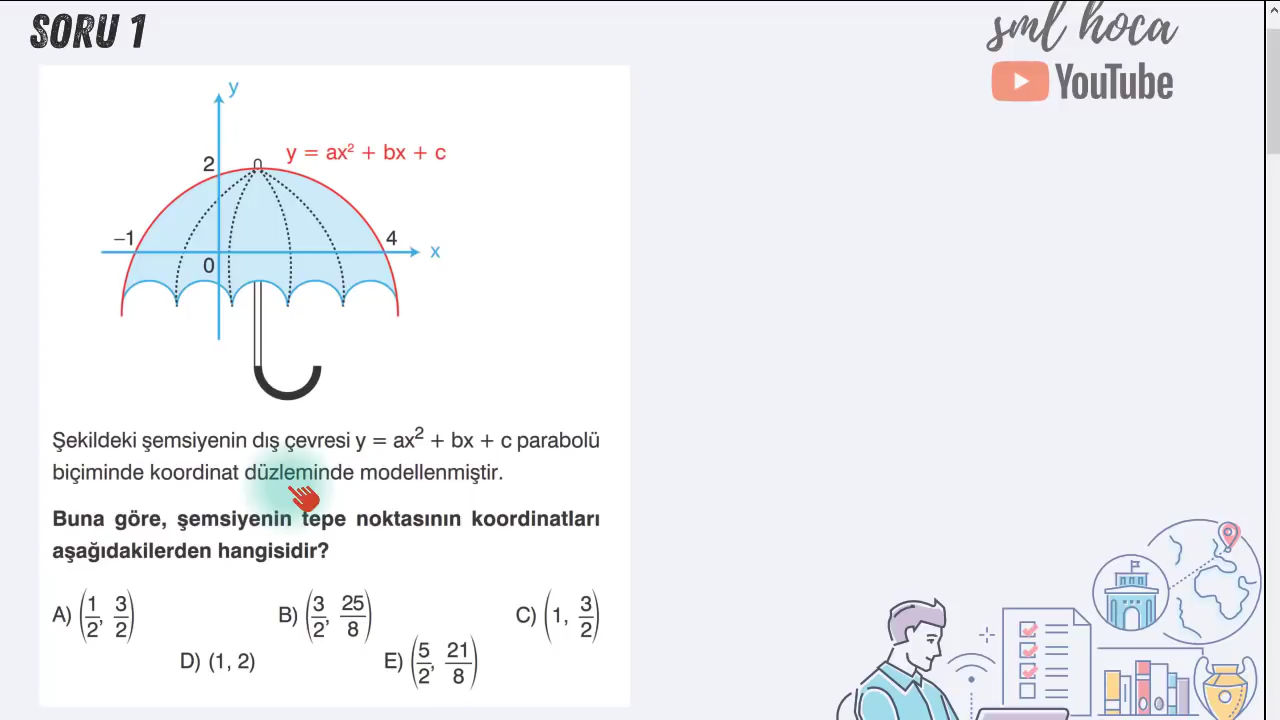 SORU 1
sml hoca
YouTube
y
2
y = ax² + bx + c
−1
4
0
x
Şekildeki şemsiyenin dış çevresi y = ax² + bx + c parabolü
biçiminde koordinat düzleminde modellenmiştir.
Buna göre, şemsiyenin tepe noktasının koordinatları
aşağıdakilerden hangisidir?
A) (1/2, 3/2) B) (3/2, 25/8) C) (1, 3/2)
D) (1, 2) E) (5/2, 21/8)